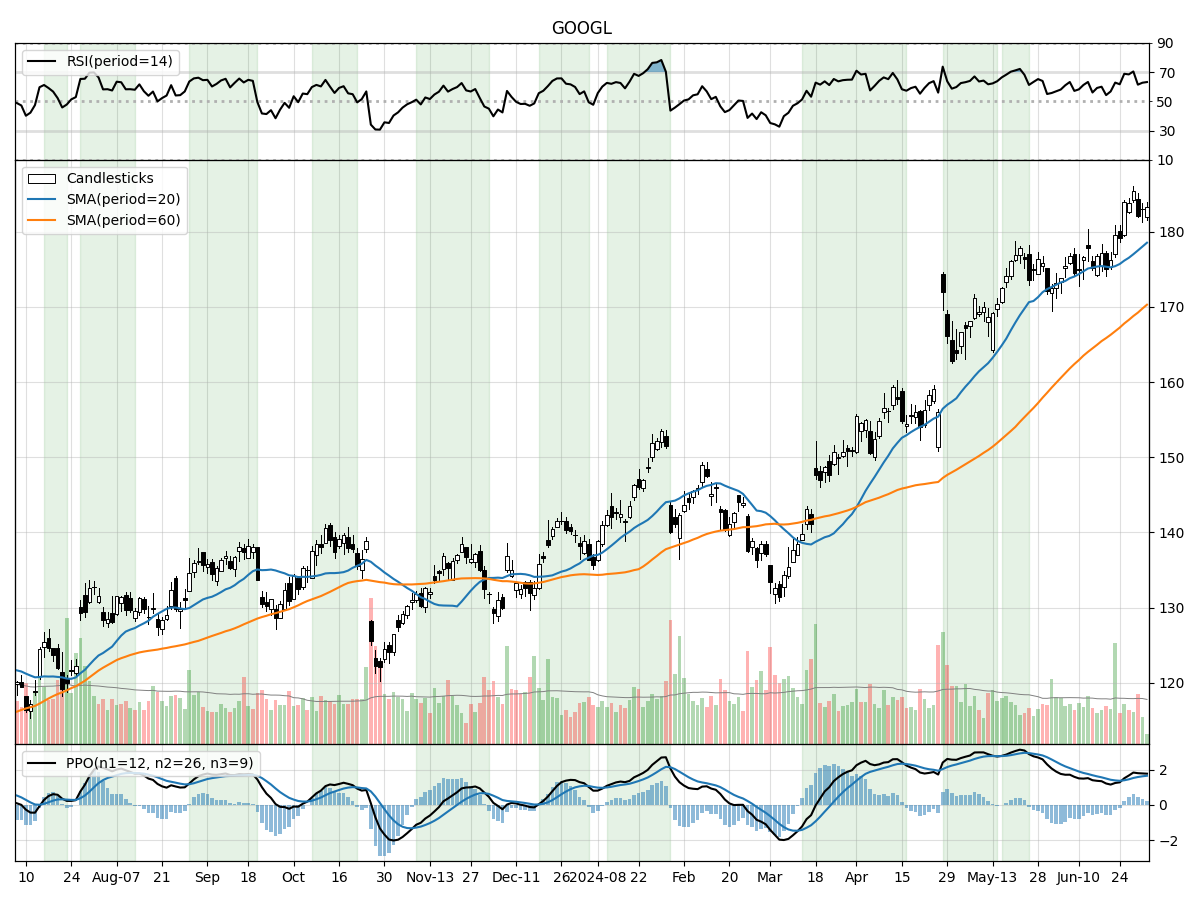 GOOGL
RSI(period=14)
90
70
50
30
10
Candlesticks
SMA(period=20)
SMA(period=60)
180
170
160
150
140
130
120
PPO(n1=12, n2=26, n3=9)
2
0
−2
10 24 Aug-07 21 Sep 18 Oct 16 30 Nov-13 27 Dec-11 26 2024-08 22 Feb 20 Mar 18 Apr 15 29 May-13 28 Jun-10 24